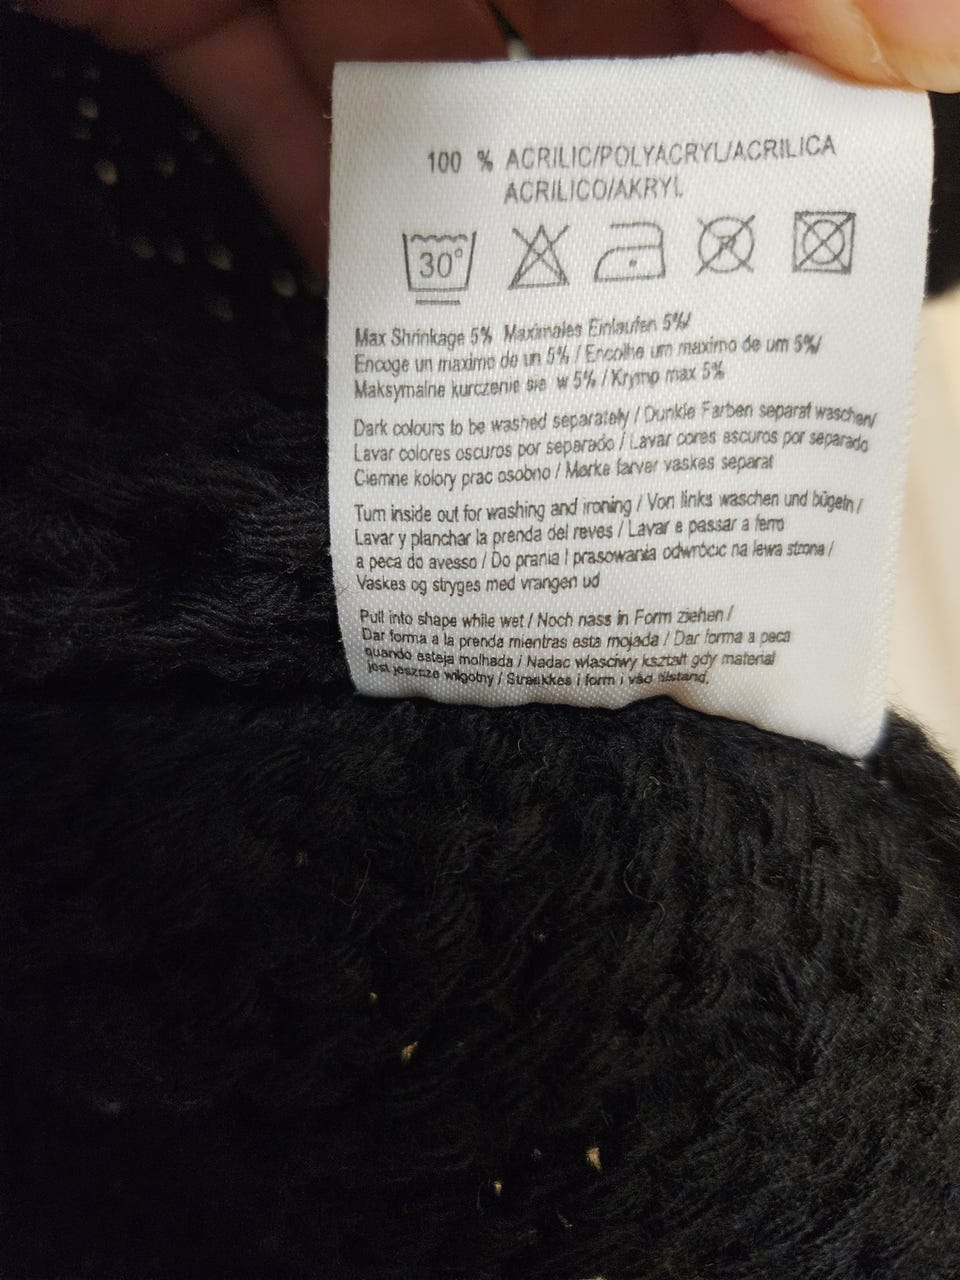 100 % ACRILIC/POLYACRYL/ACRILICA
ACRILICO/AKRYL
30°
Max Shrinkage 5% Maximales Einlaufen 5%/
Encoge un maximo de un 5% / Encolhe um maximo de um 5%/
Maksymalne kurczenie sie w 5% / Krymp max 5%
Dark colours to be washed separately / Dunkle Farben separat waschen/
Lavar colores oscuros por separado / Lavar cores escuros por separado
Ciemne kolory prac osobno / Mørke farver vaskes separat
Turn inside out for washing and ironing / Von links waschen und bügeln /
Lavar y planchar la prenda del reves / Lavar e passar a ferro
a peca do avesso / Do prania I prasowania odwrócic na lewa strone /
Vaskes og stryges med vrangen ud
Pull into shape while wet / Noch nass in Form ziehen /
Dar forma a la prenda mientras esta mojada / Dar forma a peca
quando esteja molhada / Nadac wlasciwy ksztalt gdy material
jest jeszcze wilgotny / Strækkes i form i våd tilstand.